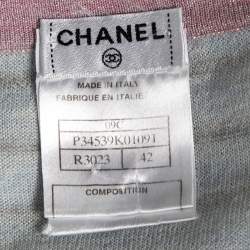 CHANEL
MADE IN ITALY
FABRIQUE EN ITALIE
09C
P34539K01091
R3023 42
COMPOSITION